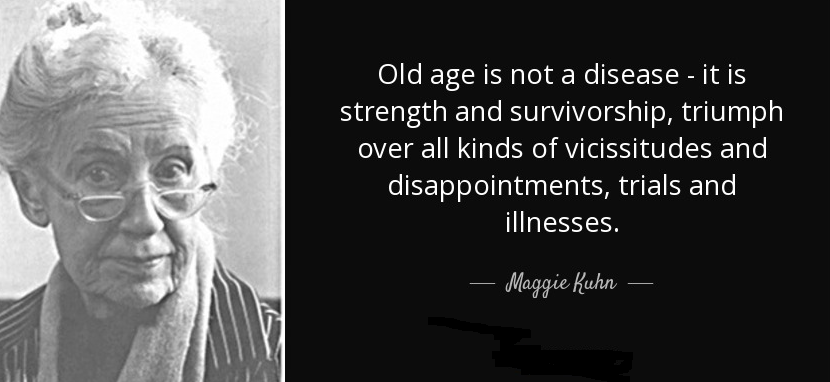 Old age is not a disease - it is
strength and survivorship, triumph
over all kinds of vicissitudes and
disappointments, trials and
illnesses.
Maggie Kuhn